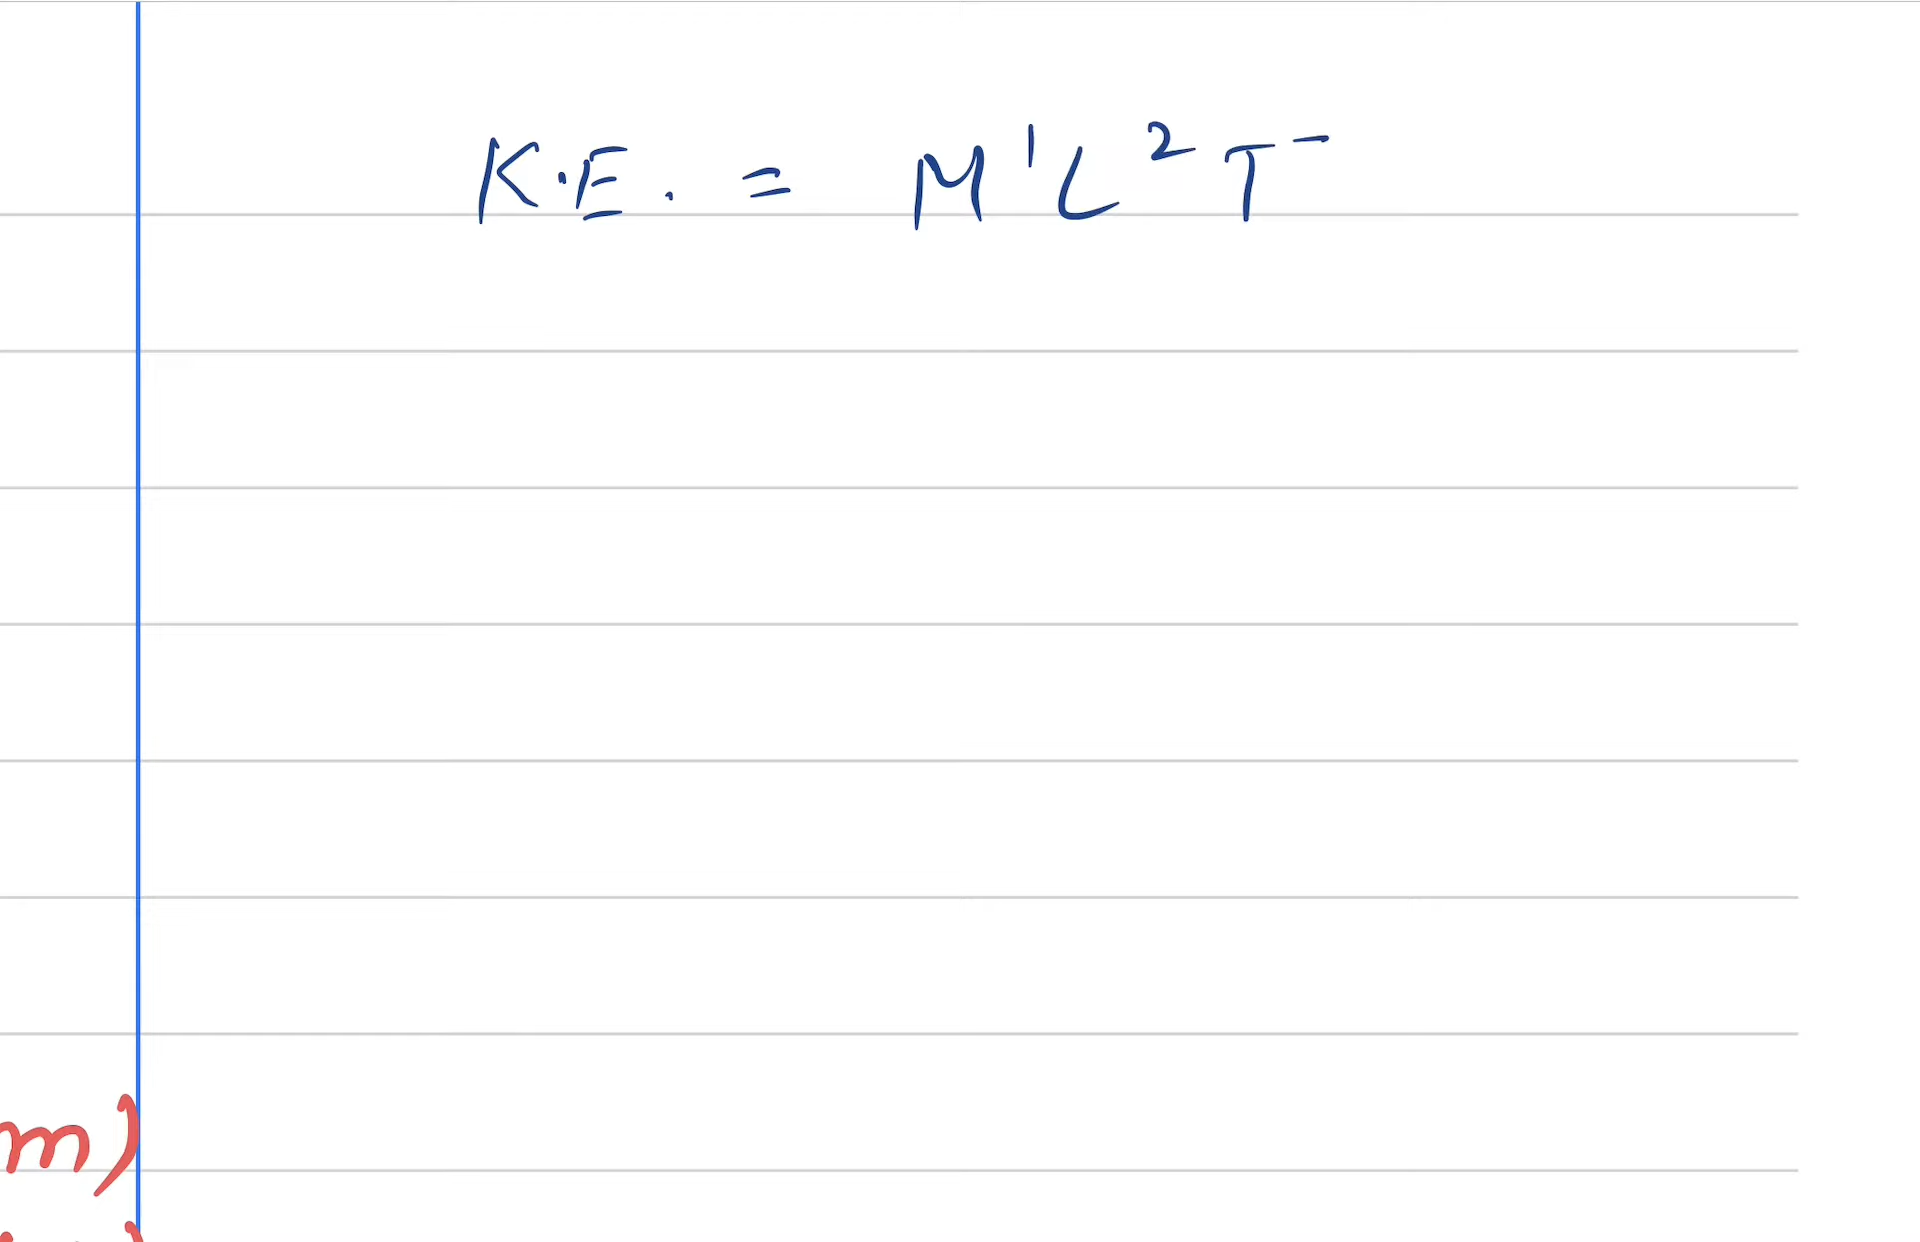 K.E. = M¹L²T⁻
m)